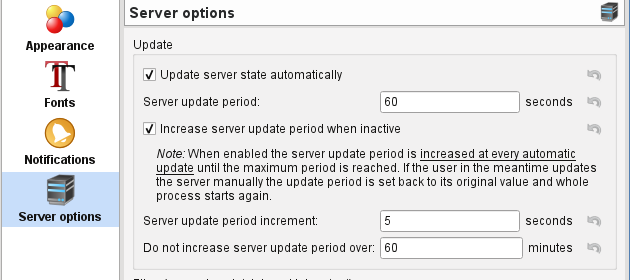 Server options
Appearance
Fonts
Notifications
Server options
Update
Update server state automatically
Server update period: 60 seconds
Increase server update period when inactive
Note: When enabled the server update period is increased at every automatic
update until the maximum period is reached. If the user in the meantime updates
the server manually the update period is set back to its original value and whole
process starts again.
Server update period increment: 5 seconds
Do not increase server update period over: 60 minutes